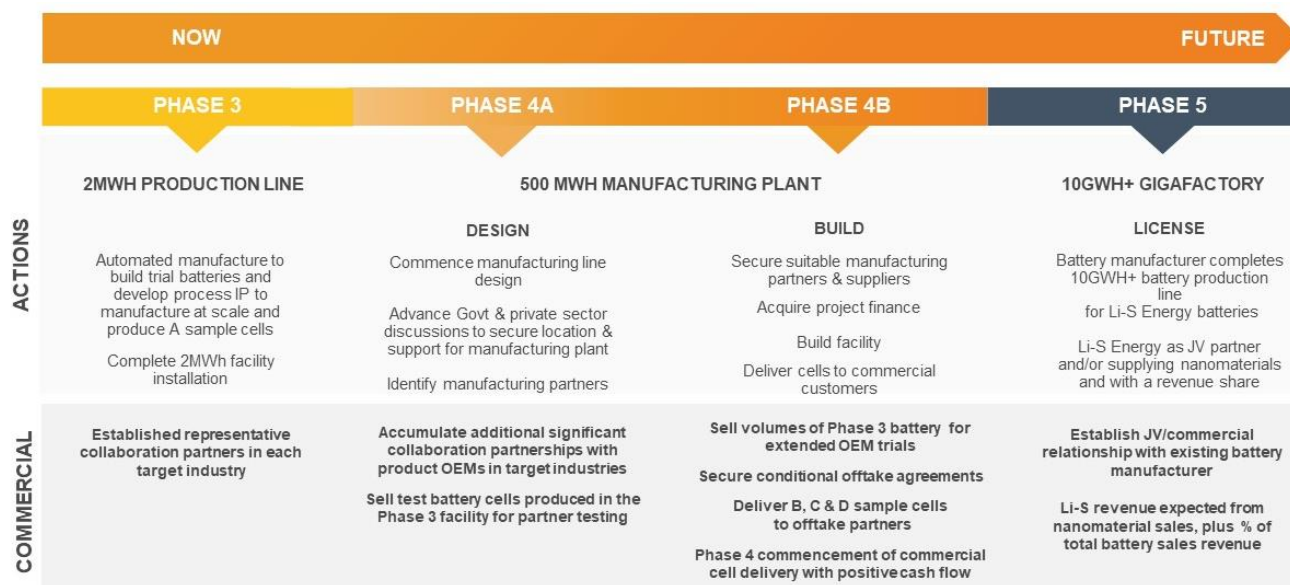 NOW
FUTURE
PHASE 3
PHASE 4A
PHASE 4B
PHASE 5
ACTIONS
2MWH PRODUCTION LINE
Automated manufacture to
build trial batteries and
develop process IP to
manufacture at scale and
produce A sample cells
Complete 2MWh facility
installation
500 MWH MANUFACTURING PLANT
DESIGN
Commence manufacturing line
design
Advance Govt & private sector
discussions to secure location &
support for manufacturing plant
Identify manufacturing partners
BUILD
Secure suitable manufacturing
partners & suppliers
Acquire project finance
Build facility
Deliver cells to commercial
customers
10GWH+ GIGAFACTORY
LICENSE
Battery manufacturer completes
10GWH+ battery production
line
for Li-S Energy batteries
Li-S Energy as JV partner
and/or supplying nanomaterials
and with a revenue share
COMMERCIAL
Established representative
collaboration partners in each
target industry
Accumulate additional significant
collaboration partnerships with
product OEMs in target industries
Sell test battery cells produced in the
Phase 3 facility for partner testing
Sell volumes of Phase 3 battery for
extended OEM trials
Secure conditional offtake agreements
Deliver B, C & D sample cells
to offtake partners
Phase 4 commencement of commercial
cell delivery with positive cash flow
Establish JV/commercial
relationship with existing battery
manufacturer
Li-S revenue expected from
nanomaterial sales, plus % of
total battery sales revenue